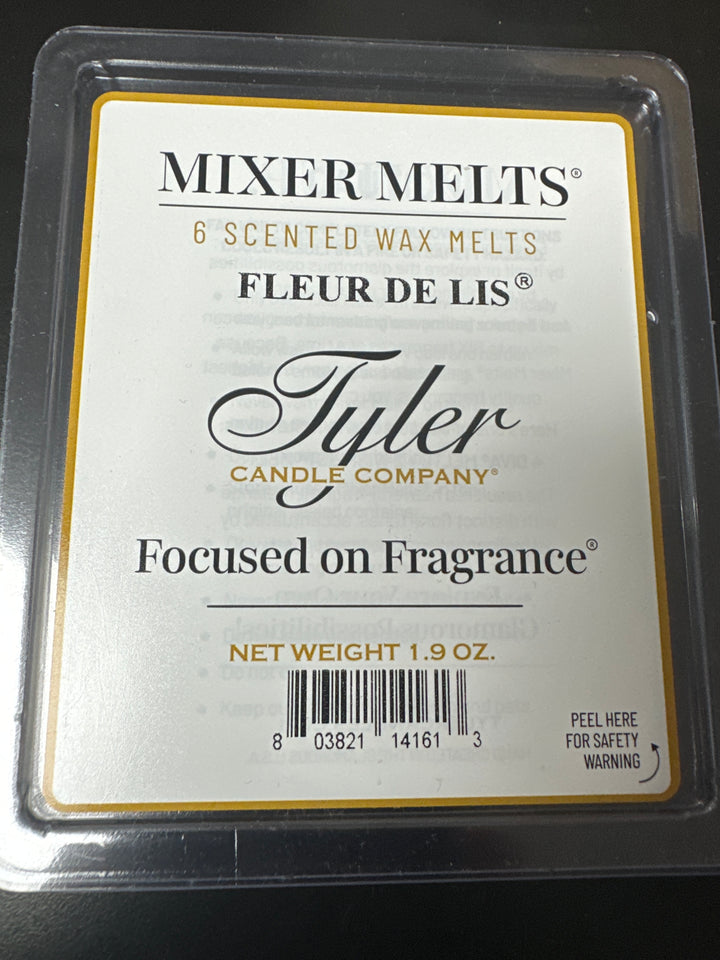 MIXER MELTS®
6 SCENTED WAX MELTS
FLEUR DE LIS®
Tyler
CANDLE COMPANY®
Focused on Fragrance®
NET WEIGHT 1.9 OZ.
8 03821 14161 3
PEEL HERE
FOR SAFETY
WARNING